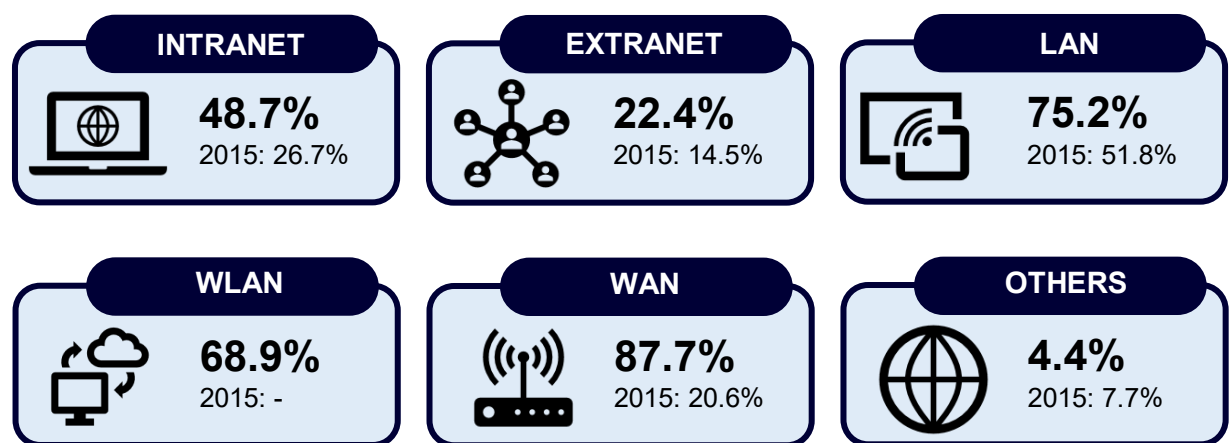 INTRANET
48.7%
2015: 26.7%
EXTRANET
22.4%
2015: 14.5%
LAN
75.2%
2015: 51.8%
WLAN
68.9%
2015: -
WAN
87.7%
2015: 20.6%
OTHERS
4.4%
2015: 7.7%